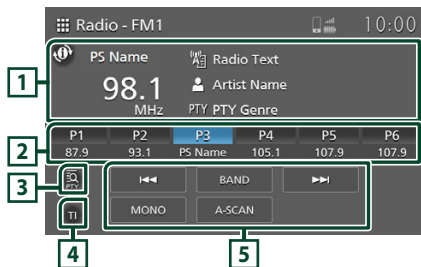 Radio - FM1 10:00
PS Name Radio Text
98.1 Artist Name
MHz PTY PTY Genre
P1 P2 P3 P4 P5 P6
87.9 93.1 PS Name 105.1 107.9 107.9
PTY BAND
TI MONO A-SCAN
1
2
3
4
5